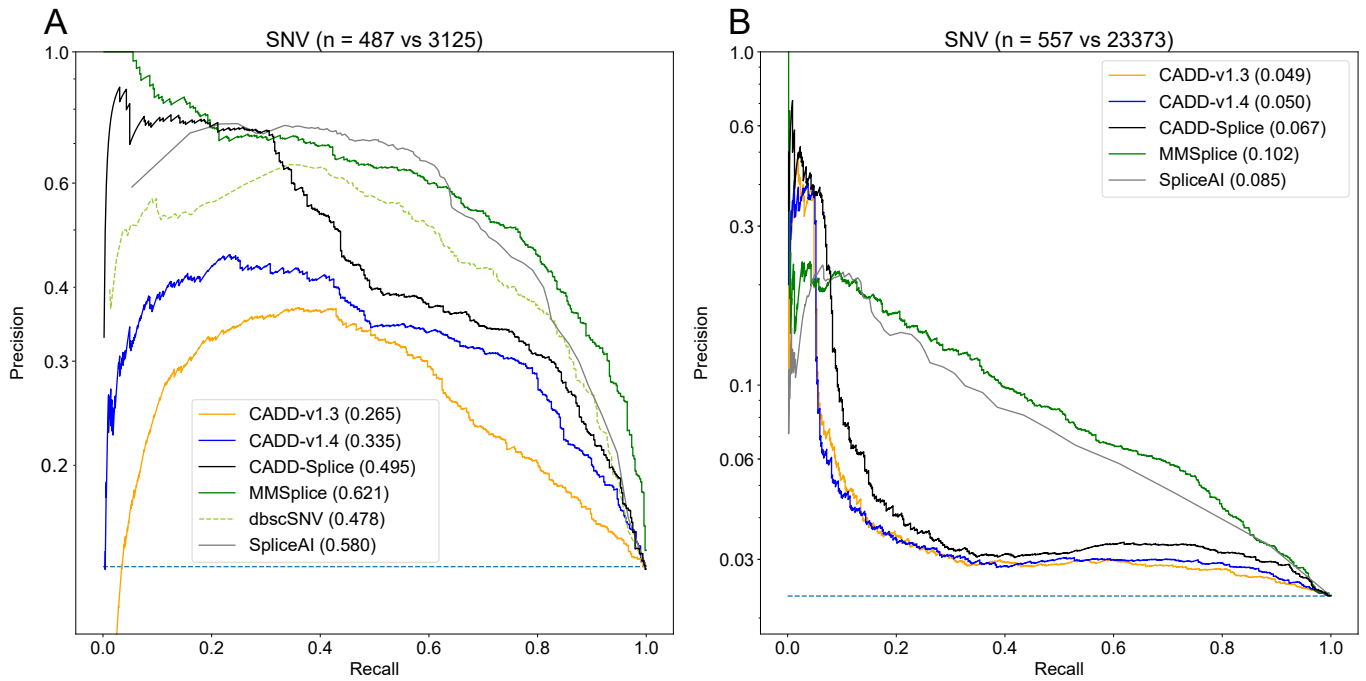 A
SNV (n = 487 vs 3125)
1.0
0.6
0.4
0.3
0.2
Precision
CADD-v1.3 (0.265)
CADD-v1.4 (0.335)
CADD-Splice (0.495)
MMSplice (0.621)
dbscSNV (0.478)
SpliceAI (0.580)
0.0 0.2 0.4 0.6 0.8 1.0
Recall
B
SNV (n = 557 vs 23373)
1.0
0.6
0.3
0.1
0.06
0.03
Precision
CADD-v1.3 (0.049)
CADD-v1.4 (0.050)
CADD-Splice (0.067)
MMSplice (0.102)
SpliceAI (0.085)
0.0 0.2 0.4 0.6 0.8 1.0
Recall